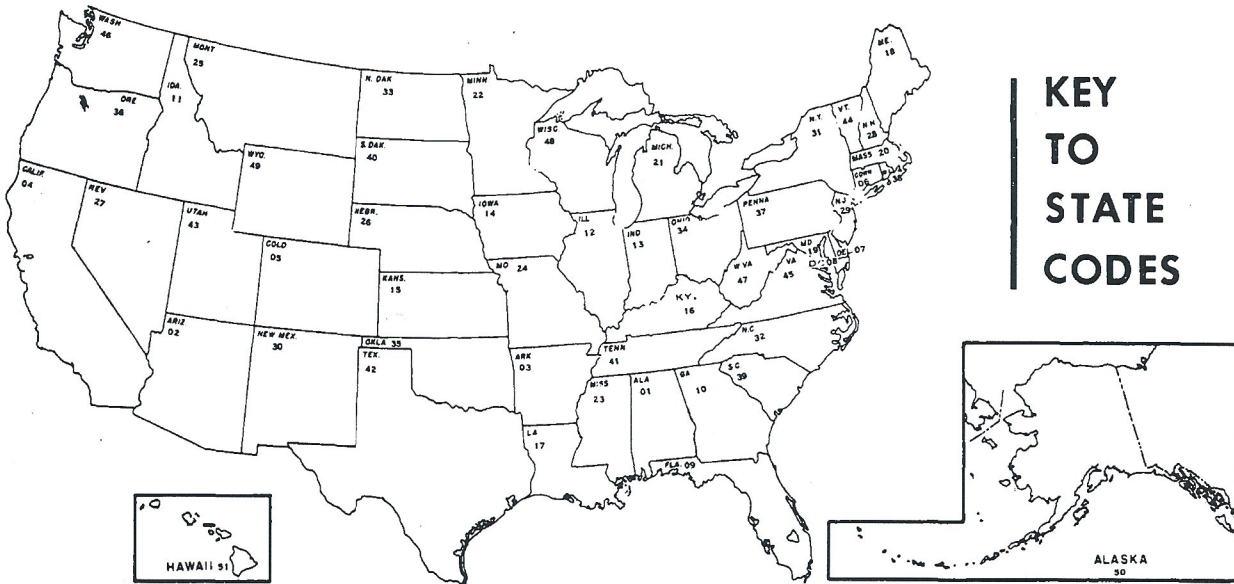 KEY
TO
STATE
CODES
WASH
46
MONT
25
IDA.
11
ORE
36
N. DAK
33
MINN
22
S. DAK.
40
WYO.
49
WISC.
48
MICH.
21
ME.
18
N.Y.
31
VT.
44
N.H.
28
MASS 20
CONN
06
38
CALIF.
04
NEV
27
UTAH
43
COLO
05
NEBR.
26
IOWA
14
ILL
12
IND
13
OHIO
34
PENNA
37
N.J.
29
MD
19
DEL 07
D.C. 08
W VA
47
VA
45
KANS.
15
MO 24
KY.
16
ARIZ
02
NEW MEX.
30
OKLA 35
TEX.
42
ARK
03
TENN
41
N.C
32
S.C
39
MISS
23
ALA
01
GA
10
LA
17
FLA. 09
HAWAII 51
ALASKA
50